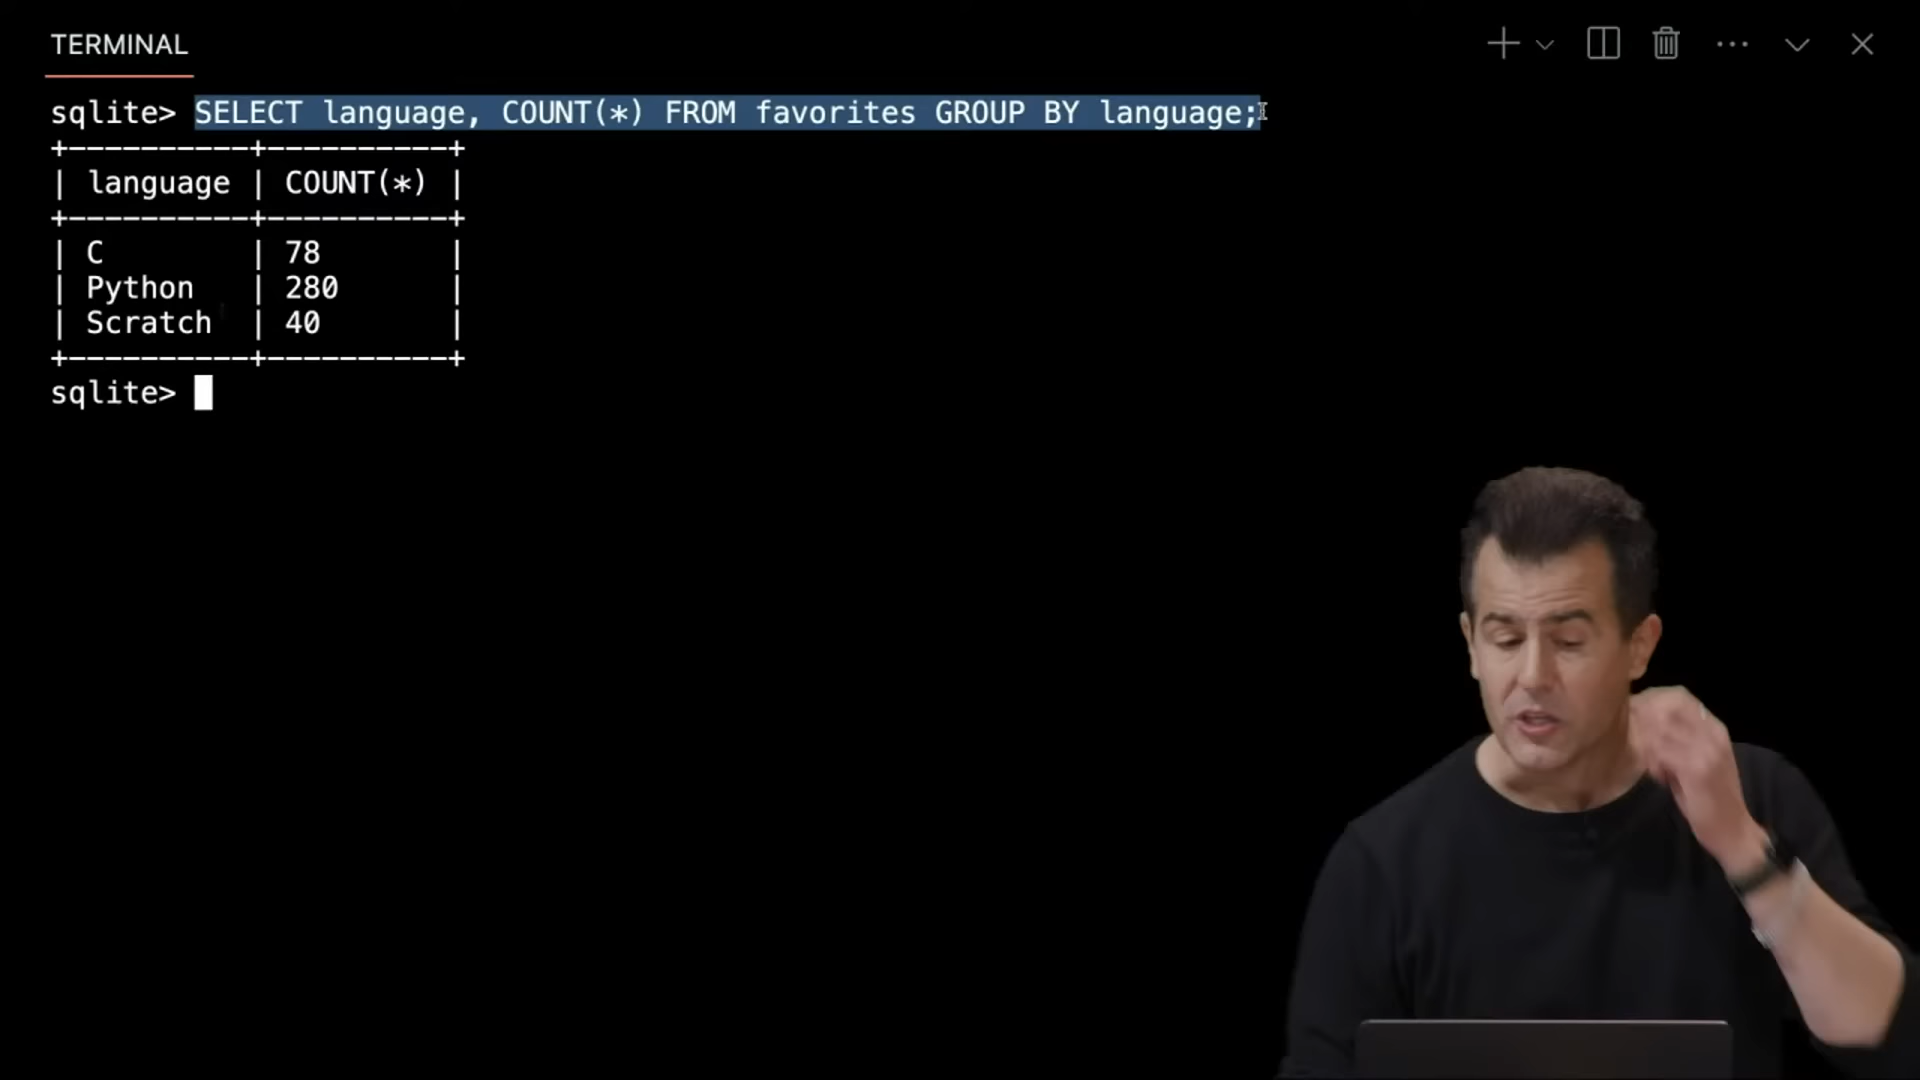 TERMINAL
sqlite> SELECT language, COUNT(*) FROM favorites GROUP BY language;
+----------+----------+
| language | COUNT(*) |
+----------+----------+
| C        | 78       |
| Python   | 280      |
| Scratch  | 40       |
+----------+----------+
sqlite>